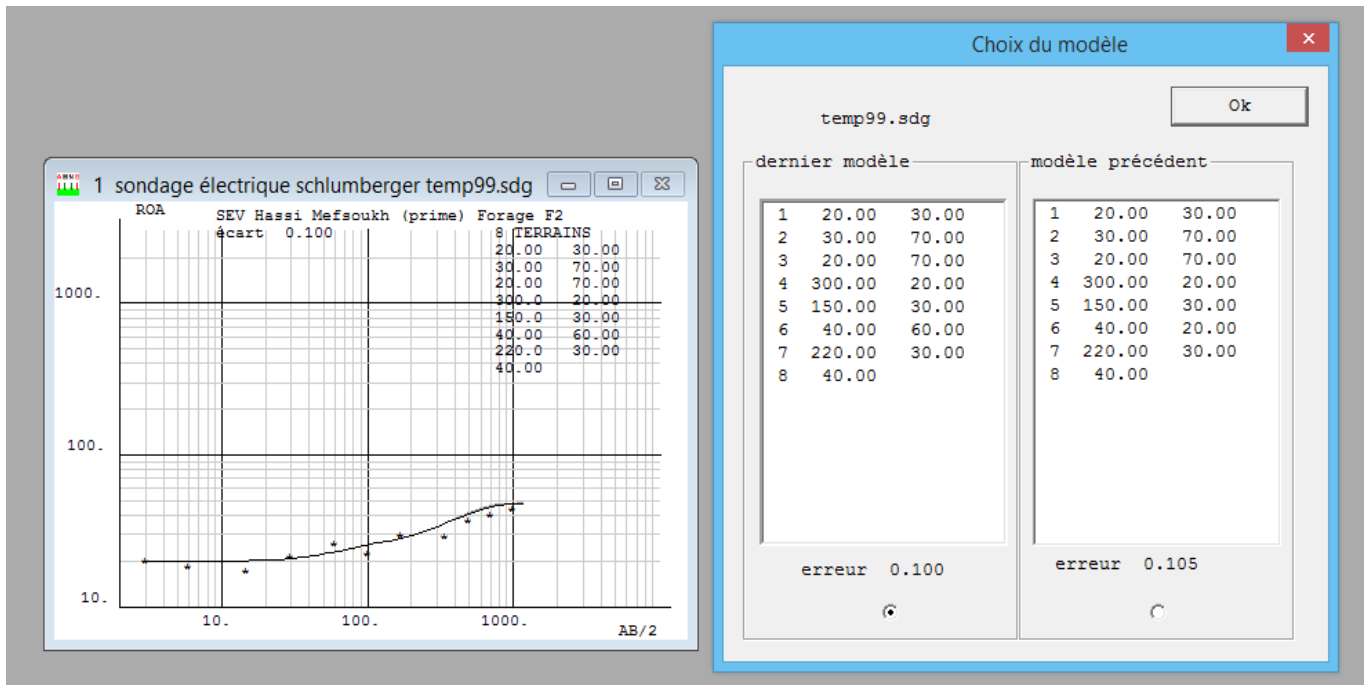 1 sondage électrique schlumberger temp99.sdg
ROA
SEV Hassi Mefsoukh (prime) Forage F2
écart 0.100
8 TERRAINS
20.00 30.00
30.00 70.00
20.00 70.00
300.0 20.00
150.0 30.00
40.00 60.00
220.0 30.00
40.00
1000.
100.
10.
10. 100. 1000.
AB/2
Choix du modèle
Ok
temp99.sdg
dernier modèle
1 20.00 30.00
2 30.00 70.00
3 20.00 70.00
4 300.00 20.00
5 150.00 30.00
6 40.00 60.00
7 220.00 30.00
8 40.00
erreur 0.100
modèle précédent
1 20.00 30.00
2 30.00 70.00
3 20.00 70.00
4 300.00 20.00
5 150.00 30.00
6 40.00 20.00
7 220.00 30.00
8 40.00
erreur 0.105